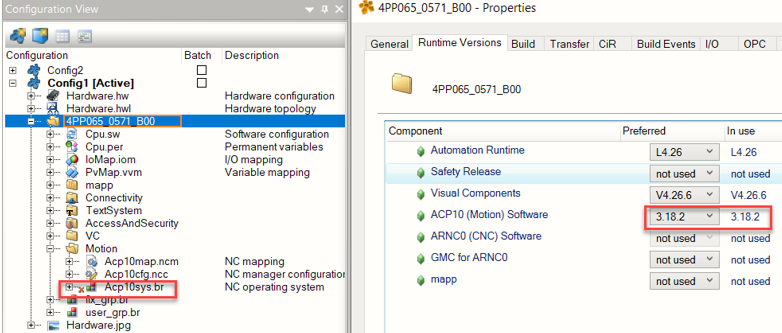 Configuration View
Configuration Batch Description
Config2
Config1 [Active]
Hardware.hw Hardware configuration
Hardware.hwl Hardware topology
4PP065_0571_B00
Cpu.sw Software configuration
Cpu.per Permanent variables
IoMap.iom I/O mapping
PvMap.vvm Variable mapping
mapp
Connectivity
TextSystem
AccessAndSecurity
VC
Motion
Acp10map.ncm NC mapping
Acp10cfg.ncc NC manager configuration
Acp10sys.br NC operating system
fix_grp.br
user_grp.br
Hardware.jpg
4PP065_0571_B00 - Properties
General Runtime Versions Build Transfer CiR Build Events I/O OPC
4PP065_0571_B00
Component Preferred In use
Automation Runtime L4.26 L4.26
Safety Release not used not used
Visual Components V4.26.6 V4.26.6
ACP10 (Motion) Software 3.18.2 3.18.2
ARNC0 (CNC) Software not used not used
GMC for ARNC0 not used not used
mapp not used not used